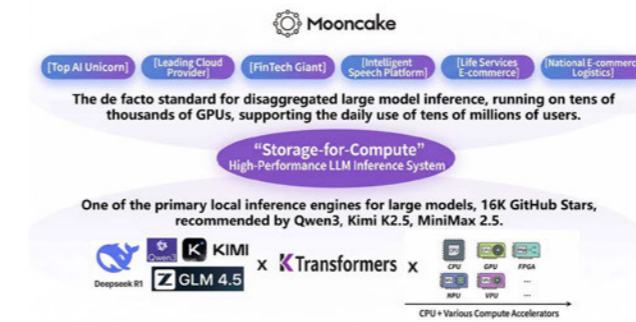 Mooncake
[Top AI Unicorn]
[Leading Cloud
Provider]
[FinTech Giant]
[Intelligent
Speech Platform]
[Life Services
E-commerce]
[National E-commerce
Logistics]
The de facto standard for disaggregated large model inference, running on tens of
thousands of GPUs, supporting the daily use of tens of millions of users.
“Storage-for-Compute”
High-Performance LLM Inference System
One of the primary local inference engines for large models, 16K GitHub Stars,
recommended by Qwen3, Kimi K2.5, MiniMax 2.5.
Deepseek R1
Qwen3
K KIMI
Z GLM 4.5
x
KTransformers
x
CPU
GPU
FPGA
NPU
VPU
...
...
CPU + Various Compute Accelerators